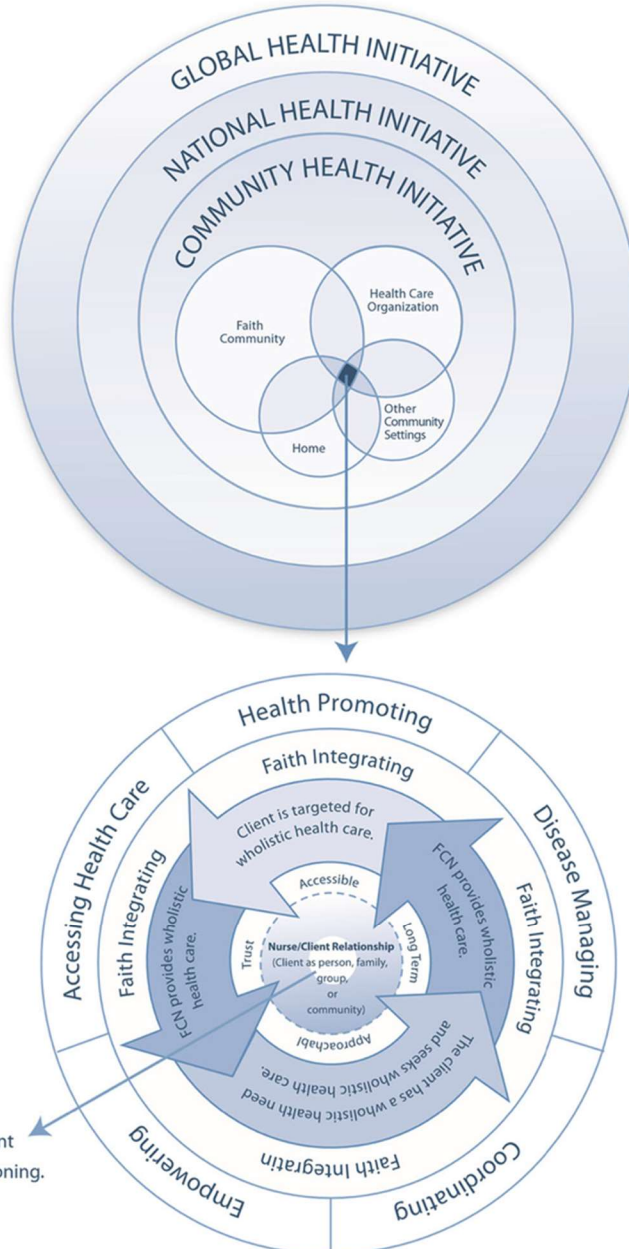 GLOBAL HEALTH INITIATIVE
NATIONAL HEALTH INITIATIVE
COMMUNITY HEALTH INITIATIVE
Faith
Community
Health Care
Organization
Home
Other
Community
Settings
Health Promoting
Accessing Health Care
Disease Managing
Faith Integrating
Faith Integrating
Faith Integrating
Client is targeted for
wholistic health care.
FCN provides wholistic
health care.
FCN provides wholistic
health care.
Accessible
Trust
Long Term
Nurse/Client Relationship
(Client as person, family,
group,
or
community)
Approachabl
The client has a wholistic health need
and seeks wholistic health care.
Faith Integratin
Empowering
Coordinating
nt
oning.